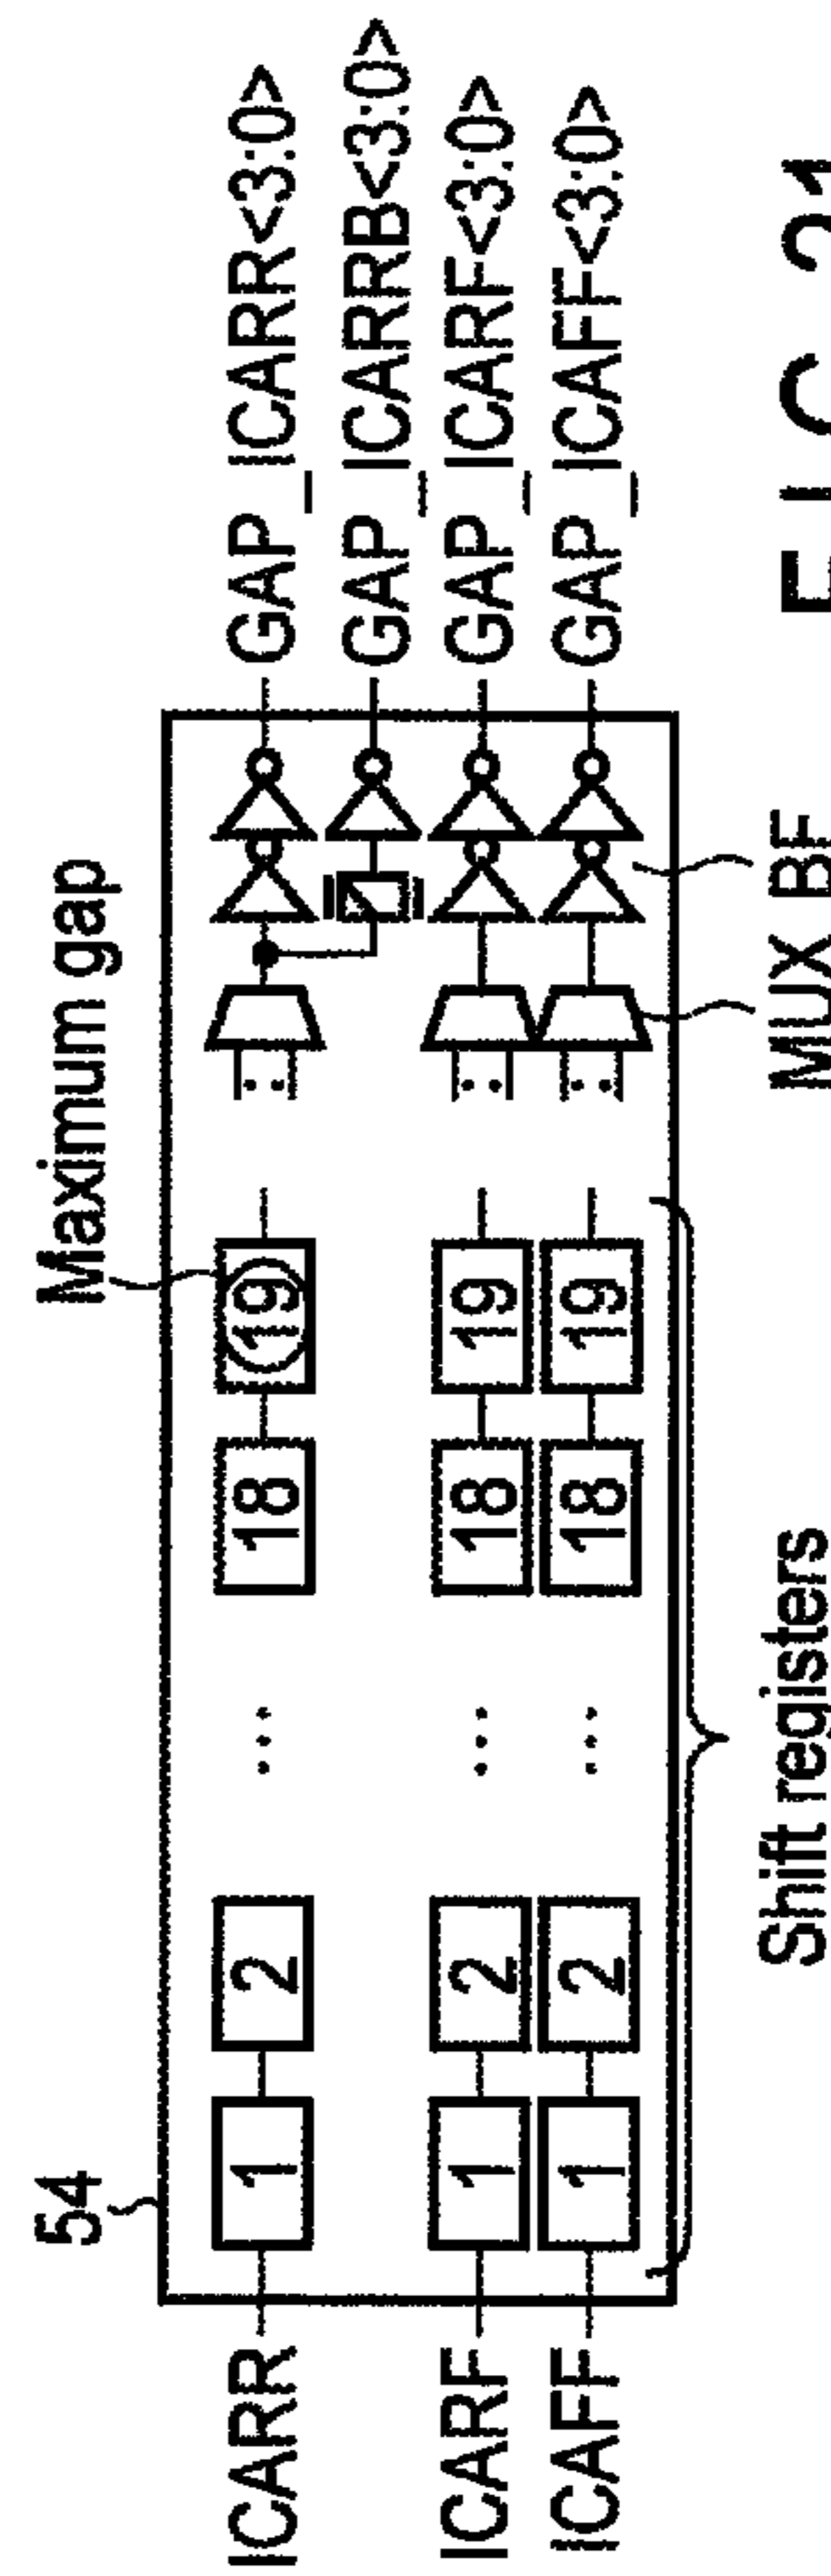 54
Maximum gap
ICARR
1
2
...
18
19
GAP_ICARR<3:0>
GAP_ICARRB<3:0>
ICARF
1
2
...
18
19
GAP_ICARF<3:0>
ICAFF
1
2
...
18
19
GAP_ICAFF<3:0>
Shift registers
MUX BF